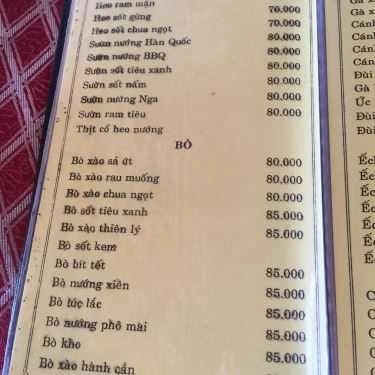 Heo ram mặn 70.000
Heo sốt gừng 70.000
Heo sốt chua ngọt 80.000
Sườn nướng Hàn Quốc 80.000
Sườn nướng BBQ 80.000
Sườn sốt tiêu xanh 80.000
Sườn sốt nấm 80.000
Sườn nướng Nga 80.000
Sườn ram tiêu
Thịt cổ heo nướng
BÒ
Bò xào sả ớt 80.000
Bò xào rau muống 80.000
Bò xào chua ngọt 80.000
Bò sốt tiêu xanh 85.000
Bò xào thiên lý 85.000
Bò sốt kem
Bò bít tết 85.000
Bò nướng xiên 85.000
Bò lúc lắc 85.000
Bò nướng phô mai 85.000
Bò kho 85.000
Bò xào hành cần 85.000